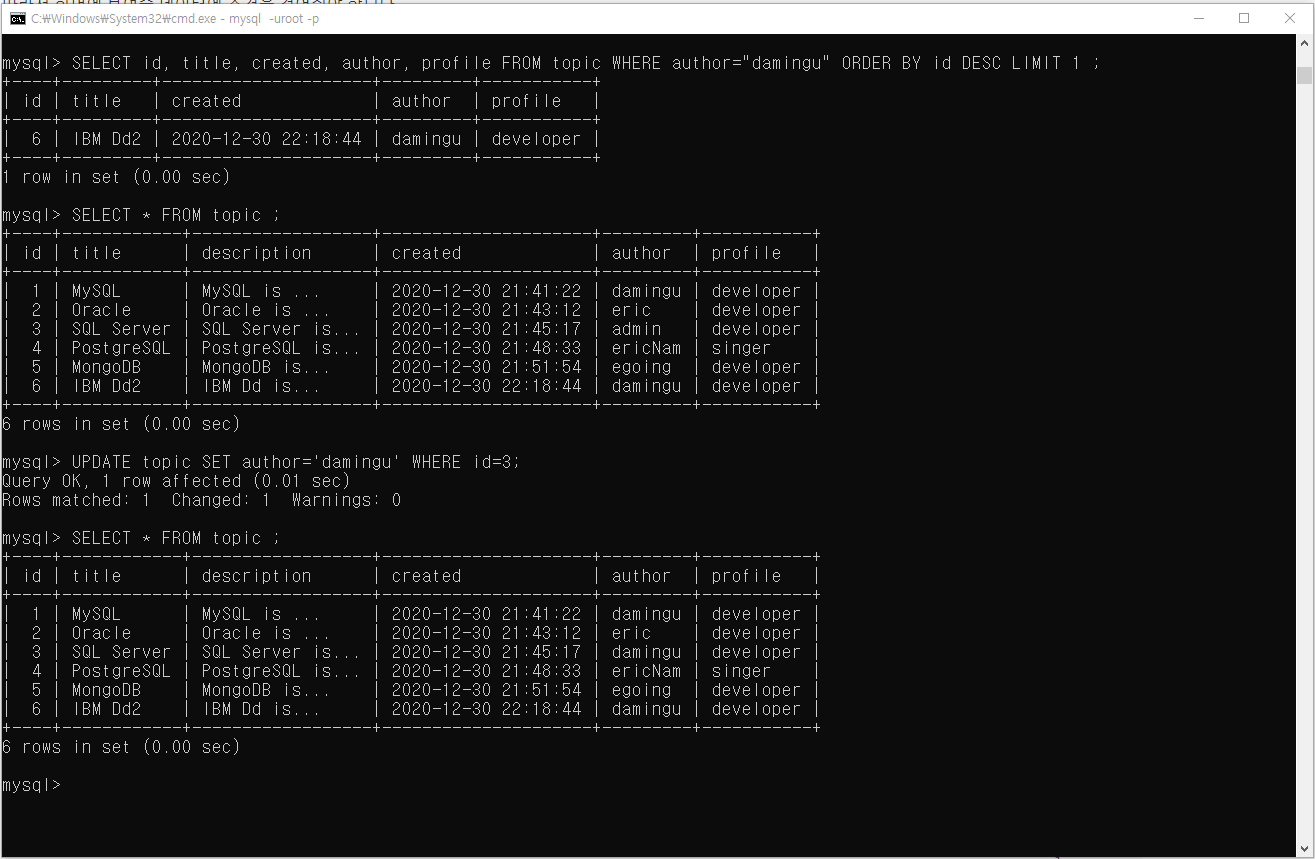 C:₩Windows₩System32₩cmd.exe - mysql  -uroot -p
mysql> SELECT id, title, created, author, profile FROM topic WHERE author="damingu" ORDER BY id DESC LIMIT 1 ;
+----+---------+---------------------+---------+-----------+
| id | title   | created             | author  | profile   |
+----+---------+---------------------+---------+-----------+
|  6 | IBM Dd2 | 2020-12-30 22:18:44 | damingu | developer |
+----+---------+---------------------+---------+-----------+
1 row in set (0.00 sec)
mysql> SELECT * FROM topic ;
+----+------------+------------------+---------------------+---------+-----------+
| id | title      | description      | created             | author  | profile   |
+----+------------+------------------+---------------------+---------+-----------+
|  1 | MySQL      | MySQL is ...     | 2020-12-30 21:41:22 | damingu | developer |
|  2 | Oracle     | Oracle is ...    | 2020-12-30 21:43:12 | eric    | developer |
|  3 | SQL Server | SQL Server is... | 2020-12-30 21:45:17 | admin   | developer |
|  4 | PostgreSQL | PostgreSQL is... | 2020-12-30 21:48:33 | ericNam | singer    |
|  5 | MongoDB    | MongoDB is...    | 2020-12-30 21:51:54 | egoing  | developer |
|  6 | IBM Dd2    | IBM Dd is...     | 2020-12-30 22:18:44 | damingu | developer |
+----+------------+------------------+---------------------+---------+-----------+
6 rows in set (0.00 sec)
mysql> UPDATE topic SET author='damingu' WHERE id=3;
Query OK, 1 row affected (0.01 sec)
Rows matched: 1  Changed: 1  Warnings: 0
mysql> SELECT * FROM topic ;
+----+------------+------------------+---------------------+---------+-----------+
| id | title      | description      | created             | author  | profile   |
+----+------------+------------------+---------------------+---------+-----------+
|  1 | MySQL      | MySQL is ...     | 2020-12-30 21:41:22 | damingu | developer |
|  2 | Oracle     | Oracle is ...    | 2020-12-30 21:43:12 | eric    | developer |
|  3 | SQL Server | SQL Server is... | 2020-12-30 21:45:17 | damingu | developer |
|  4 | PostgreSQL | PostgreSQL is... | 2020-12-30 21:48:33 | ericNam | singer    |
|  5 | MongoDB    | MongoDB is...    | 2020-12-30 21:51:54 | egoing  | developer |
|  6 | IBM Dd2    | IBM Dd is...     | 2020-12-30 22:18:44 | damingu | developer |
+----+------------+------------------+---------------------+---------+-----------+
6 rows in set (0.00 sec)
mysql>